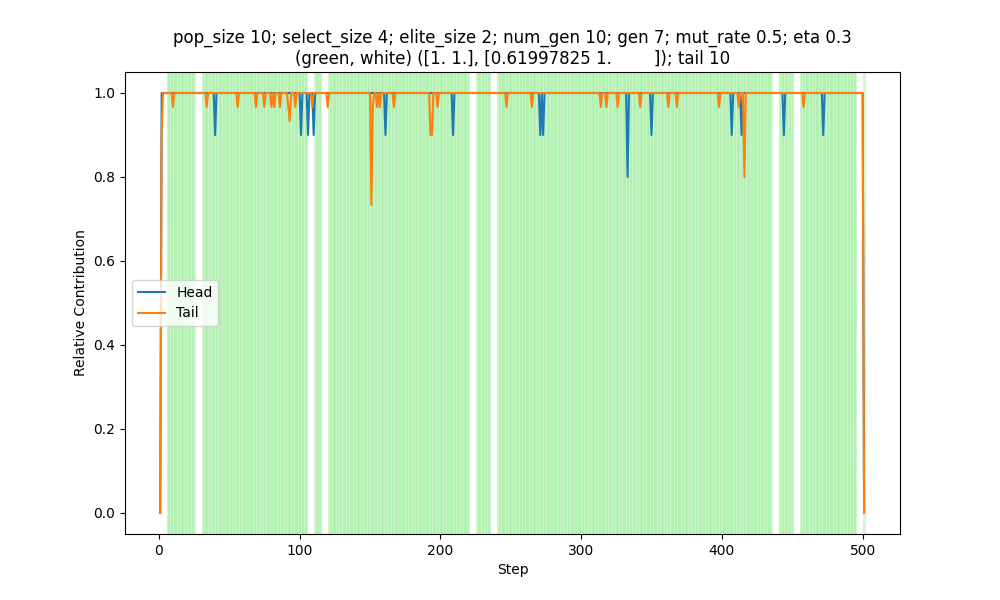 pop_size 10; select_size 4; elite_size 2; num_gen 10; gen 7; mut_rate 0.5; eta 0.3
(green, white) ([1. 1.], [0.61997825 1.        ]); tail 10
1.0
0.8
0.6
0.4
0.2
0.0
Relative Contribution
Head
Tail
0 100 200 300 400 500
Step